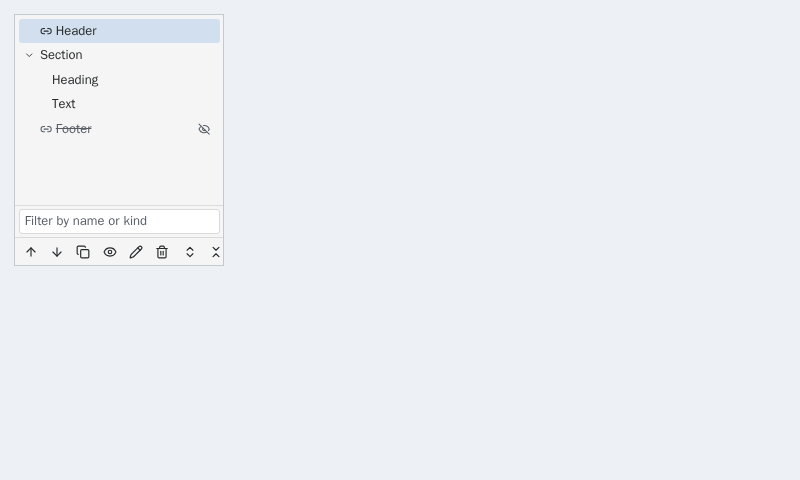 Header
Section
Heading
Text
Footer
Filter by name or kind